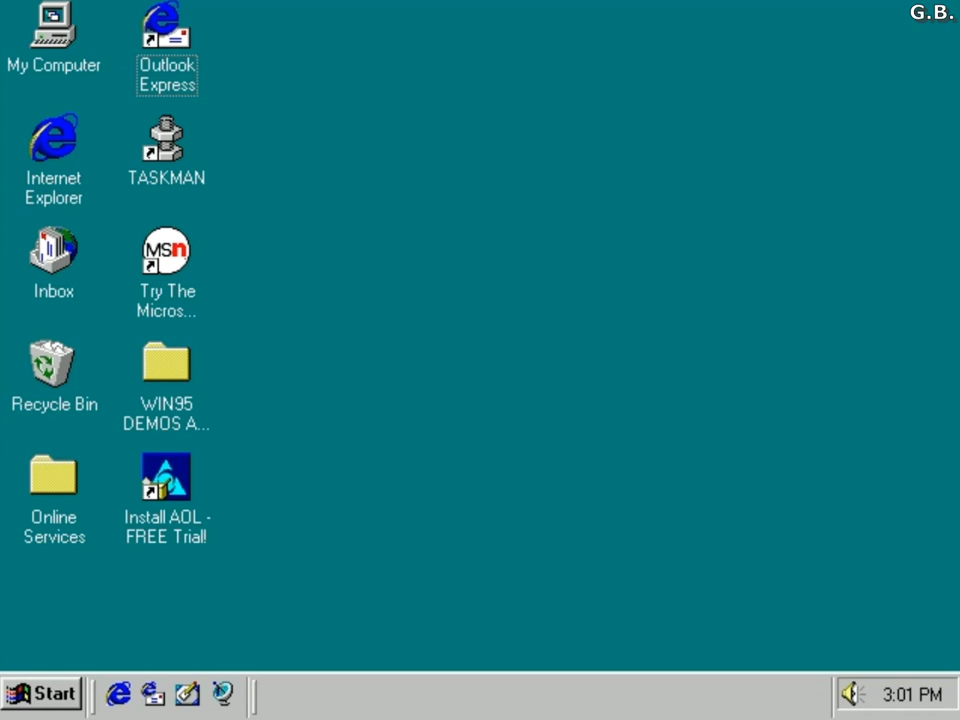 G.B.
My Computer
Outlook
Express
Internet
Explorer
TASKMAN
Inbox
MSn
Try The
Micros...
Recycle Bin
WIN95
DEMOS A...
Online
Services
Install AOL -
FREE Trial!
Start
3:01 PM